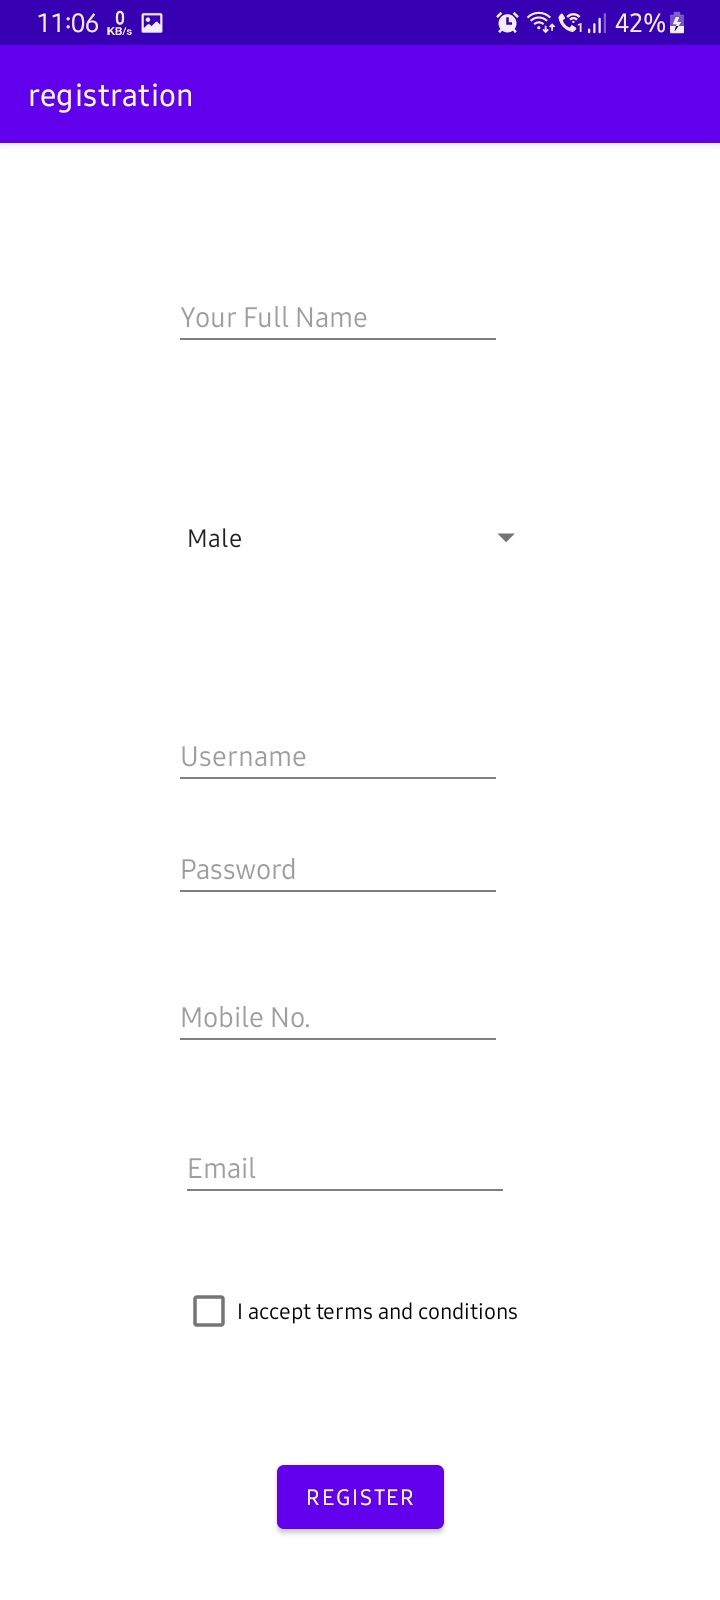 11:06 0 KB/s 1 42%
registration
Your Full Name
Male
Username
Password
Mobile No.
Email
I accept terms and conditions
REGISTER